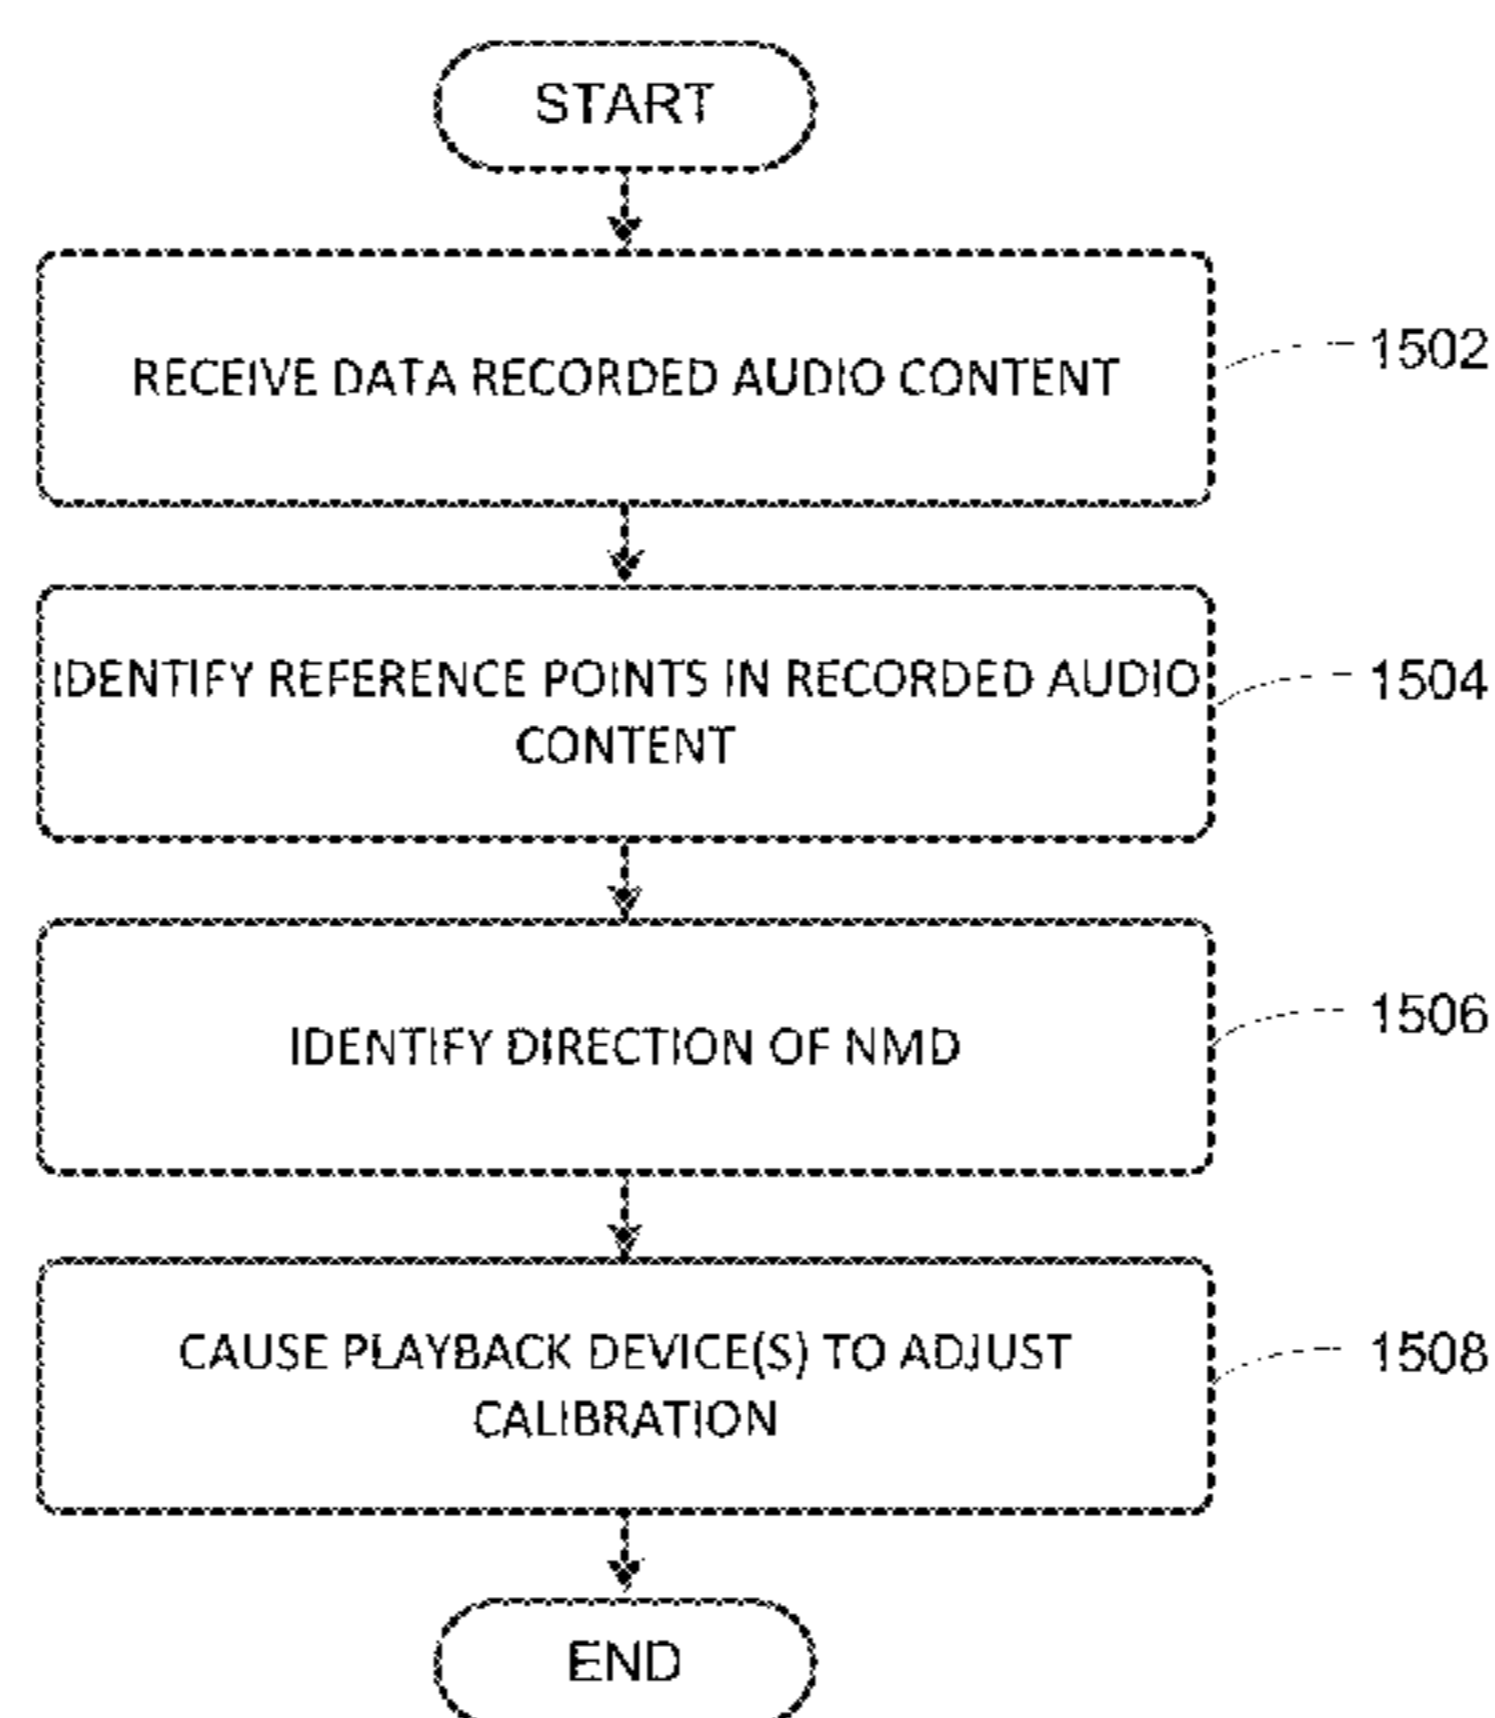 START
RECEIVE DATA RECORDED AUDIO CONTENT
1502
IDENTIFY REFERENCE POINTS IN RECORDED AUDIO
CONTENT
1504
IDENTIFY DIRECTION OF NMD
1506
CAUSE PLAYBACK DEVICE(S) TO ADJUST
CALIBRATION
1508
END